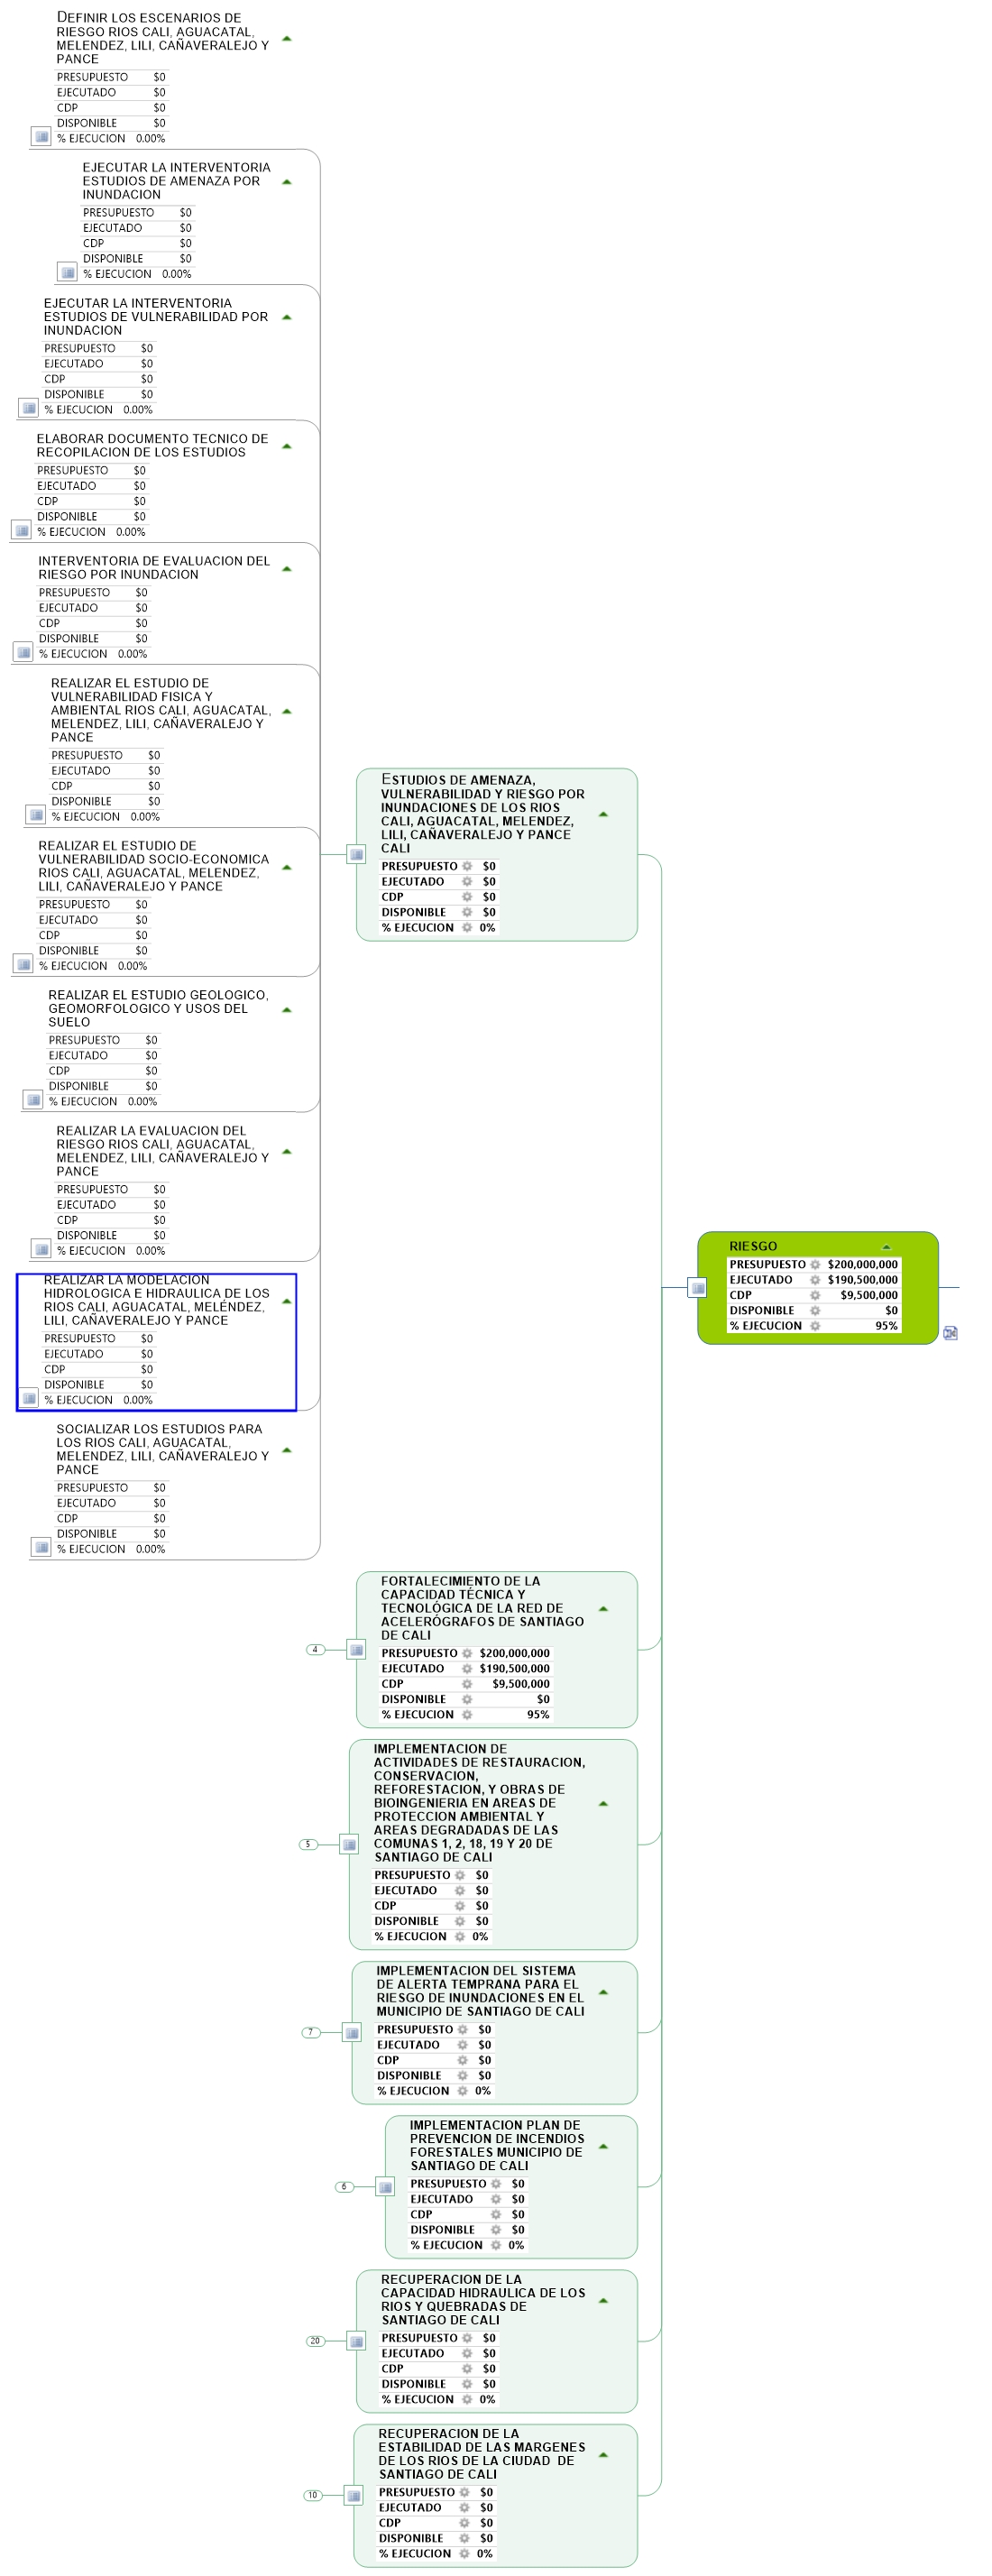 DEFINIR LOS ESCENARIOS DE
RIESGO RIOS CALI, AGUACATAL,
MELENDEZ, LILI, CAÑAVERALEJO Y
PANCE
PRESUPUESTO $0
EJECUTADO $0
CDP $0
DISPONIBLE $0
% EJECUCION 0.00%
EJECUTAR LA INTERVENTORIA
ESTUDIOS DE AMENAZA POR
INUNDACION
PRESUPUESTO $0
EJECUTADO $0
CDP $0
DISPONIBLE $0
% EJECUCION 0.00%
EJECUTAR LA INTERVENTORIA
ESTUDIOS DE VULNERABILIDAD POR
INUNDACION
PRESUPUESTO $0
EJECUTADO $0
CDP $0
DISPONIBLE $0
% EJECUCION 0.00%
ELABORAR DOCUMENTO TECNICO DE
RECOPILACION DE LOS ESTUDIOS
PRESUPUESTO $0
EJECUTADO $0
CDP $0
DISPONIBLE $0
% EJECUCION 0.00%
INTERVENTORIA DE EVALUACION DEL
RIESGO POR INUNDACION
PRESUPUESTO $0
EJECUTADO $0
CDP $0
DISPONIBLE $0
% EJECUCION 0.00%
REALIZAR EL ESTUDIO DE
VULNERABILIDAD FISICA Y
AMBIENTAL RIOS CALI, AGUACATAL,
MELENDEZ, LILI, CAÑAVERALEJO Y
PANCE
PRESUPUESTO $0
EJECUTADO $0
CDP $0
DISPONIBLE $0
% EJECUCION 0.00%
REALIZAR EL ESTUDIO DE
VULNERABILIDAD SOCIO-ECONOMICA
RIOS CALI, AGUACATAL, MELENDEZ,
LILI, CAÑAVERALEJO Y PANCE
PRESUPUESTO $0
EJECUTADO $0
CDP $0
DISPONIBLE $0
% EJECUCION 0.00%
REALIZAR EL ESTUDIO GEOLOGICO,
GEOMORFOLOGICO Y USOS DEL
SUELO
PRESUPUESTO $0
EJECUTADO $0
CDP $0
DISPONIBLE $0
% EJECUCION 0.00%
REALIZAR LA EVALUACION DEL
RIESGO RIOS CALI, AGUACATAL,
MELENDEZ, LILI, CAÑAVERALEJO Y
PANCE
PRESUPUESTO $0
EJECUTADO $0
CDP $0
DISPONIBLE $0
% EJECUCION 0.00%
REALIZAR LA MODELACION
HIDROLOGICA E HIDRAULICA DE LOS
RIOS CALI, AGUACATAL, MELÉNDEZ,
LILI, CAÑAVERALEJO Y PANCE
PRESUPUESTO $0
EJECUTADO $0
CDP $0
DISPONIBLE $0
% EJECUCION 0.00%
SOCIALIZAR LOS ESTUDIOS PARA
LOS RIOS CALI, AGUACATAL,
MELENDEZ, LILI, CAÑAVERALEJO Y
PANCE
PRESUPUESTO $0
EJECUTADO $0
CDP $0
DISPONIBLE $0
% EJECUCION 0.00%
ESTUDIOS DE AMENAZA,
VULNERABILIDAD Y RIESGO POR
INUNDACIONES DE LOS RIOS
CALI, AGUACATAL, MELENDEZ,
LILI, CAÑAVERALEJO Y PANCE
CALI
PRESUPUESTO $0
EJECUTADO $0
CDP $0
DISPONIBLE $0
% EJECUCION 0%
RIESGO
PRESUPUESTO $200,000,000
EJECUTADO $190,500,000
CDP $9,500,000
DISPONIBLE $0
% EJECUCION 95%
FORTALECIMIENTO DE LA
CAPACIDAD TÉCNICA Y
TECNOLÓGICA DE LA RED DE
ACELERÓGRAFOS DE SANTIAGO
DE CALI
4
PRESUPUESTO $200,000,000
EJECUTADO $190,500,000
CDP $9,500,000
DISPONIBLE $0
% EJECUCION 95%
IMPLEMENTACION DE
ACTIVIDADES DE RESTAURACION,
CONSERVACION,
REFORESTACION, Y OBRAS DE
BIOINGENIERIA EN AREAS DE
PROTECCION AMBIENTAL Y
AREAS DEGRADADAS DE LAS
COMUNAS 1, 2, 18, 19 Y 20 DE
SANTIAGO DE CALI
5
PRESUPUESTO $0
EJECUTADO $0
CDP $0
DISPONIBLE $0
% EJECUCION 0%
IMPLEMENTACION DEL SISTEMA
DE ALERTA TEMPRANA PARA EL
RIESGO DE INUNDACIONES EN EL
MUNICIPIO DE SANTIAGO DE CALI
7
PRESUPUESTO $0
EJECUTADO $0
CDP $0
DISPONIBLE $0
% EJECUCION 0%
IMPLEMENTACION PLAN DE
PREVENCION DE INCENDIOS
FORESTALES MUNICIPIO DE
SANTIAGO DE CALI
6
PRESUPUESTO $0
EJECUTADO $0
CDP $0
DISPONIBLE $0
% EJECUCION 0%
RECUPERACION DE LA
CAPACIDAD HIDRAULICA DE LOS
RIOS Y QUEBRADAS DE
SANTIAGO DE CALI
20
PRESUPUESTO $0
EJECUTADO $0
CDP $0
DISPONIBLE $0
% EJECUCION 0%
RECUPERACION DE LA
ESTABILIDAD DE LAS MARGENES
DE LOS RIOS DE LA CIUDAD DE
SANTIAGO DE CALI
10
PRESUPUESTO $0
EJECUTADO $0
CDP $0
DISPONIBLE $0
% EJECUCION 0%